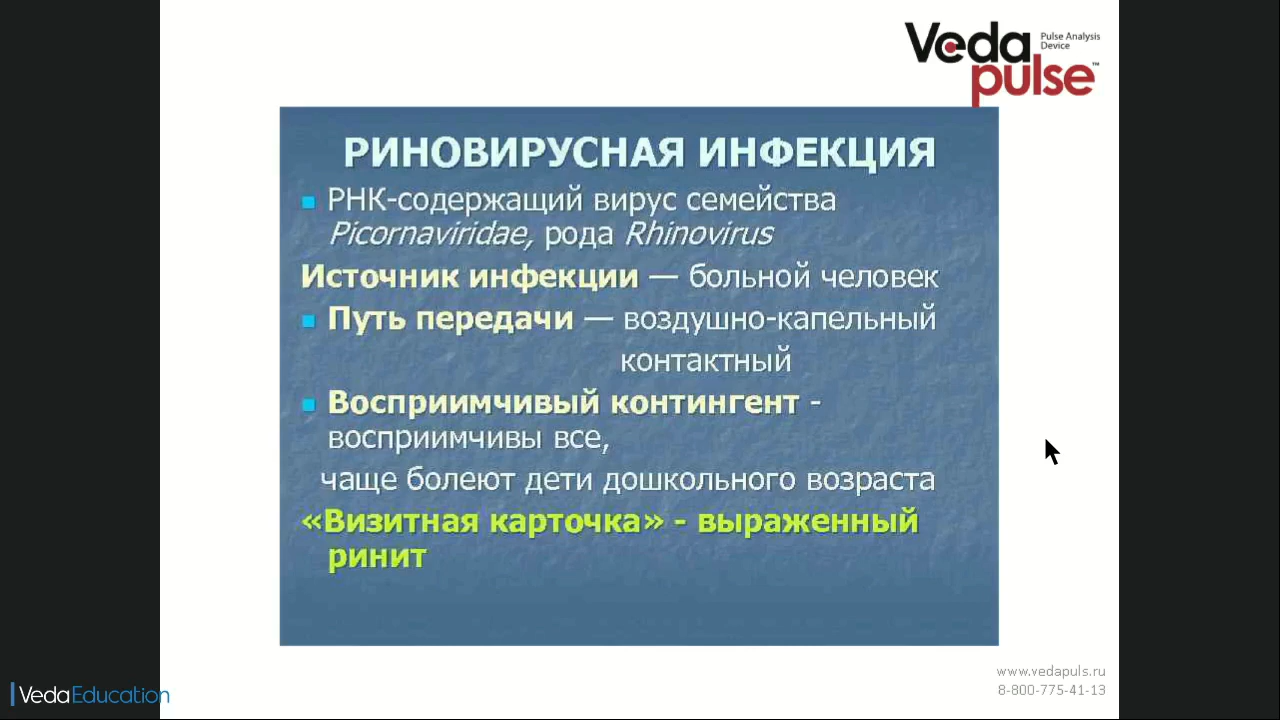 Veda Pulse Analysis
Device
pulse™
РИНОВИРУСНАЯ ИНФЕКЦИЯ
РНК-содержащий вирус семейства
Picornaviridae, рода Rhinovirus
Источник инфекции — больной человек
Путь передачи — воздушно-капельный
контактный
Восприимчивый контингент -
восприимчивы все,
чаще болеют дети дошкольного возраста
«Визитная карточка» - выраженный
ринит
www.vedapuls.ru
8-800-775-41-13
VedaEducation